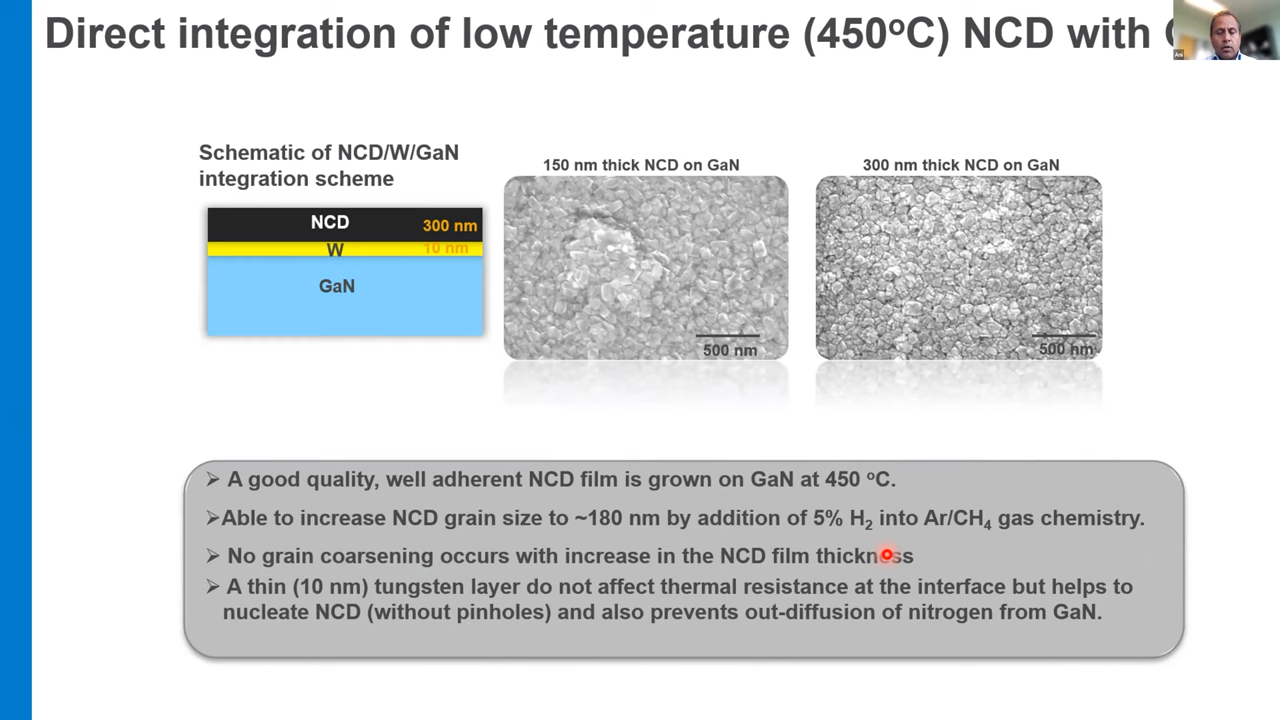 Direct integration of low temperature (450ºC) NCD with
Ani
Schematic of NCD/W/GaN
integration scheme
NCD
300 nm
W
10 nm
GaN
150 nm thick NCD on GaN
500 nm
300 nm thick NCD on GaN
500 nm
➢ A good quality, well adherent NCD film is grown on GaN at 450 ºC.
➢Able to increase NCD grain size to ~180 nm by addition of 5% H₂ into Ar/CH₄ gas chemistry.
➢ No grain coarsening occurs with increase in the NCD film thickness
➢ A thin (10 nm) tungsten layer do not affect thermal resistance at the interface but helps to
nucleate NCD (without pinholes) and also prevents out-diffusion of nitrogen from GaN.